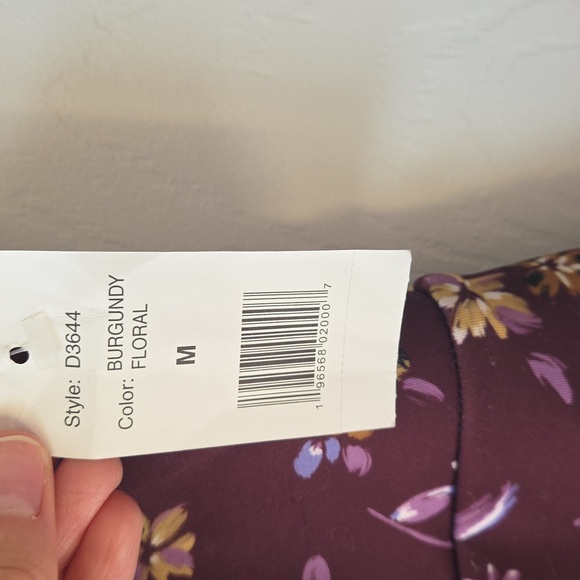 Style: D3644
Color: BURGUNDY
FLORAL
M
1 96568 02000 7